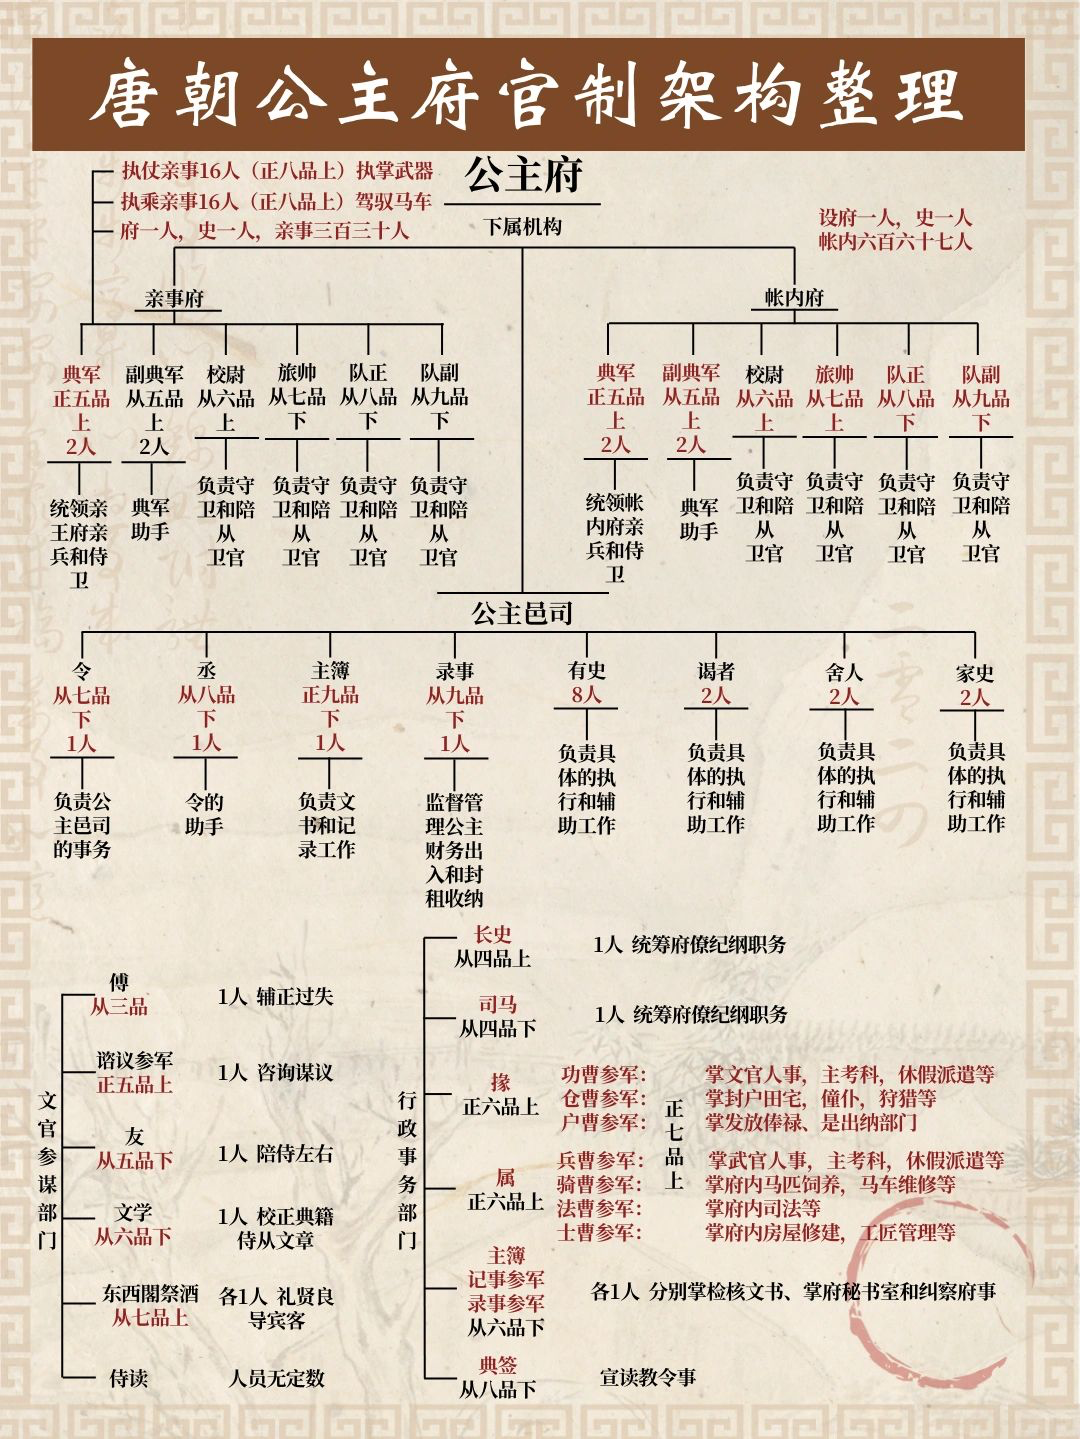 唐朝公主府官制架构整理
执仗亲事16人（正八品上）执掌武器
执乘亲事16人（正八品上）驾驭马车
府一人，史一人，亲事三百三十人
公主府
下属机构
设府一人，史一人
帐内六百六十七人
亲事府
典军
正五品
上
2人
统领亲
王府亲
兵和侍
卫
副典军
从五品
上
2人
典军
助手
校尉
从六品
上
负责守
卫和陪
从
卫官
旅帅
从七品
下
负责守
卫和陪
从
卫官
队正
从八品
下
负责守
卫和陪
从
卫官
队副
从九品
下
负责守
卫和陪
从
卫官
帐内府
典军
正五品
上
2人
统领帐
内府亲
兵和侍
卫
副典军
从五品
上
2人
典军
助手
校尉
从六品
上
负责守
卫和陪
从
卫官
旅帅
从七品
上
负责守
卫和陪
从
卫官
队正
从八品
下
负责守
卫和陪
从
卫官
队副
从九品
下
负责守
卫和陪
从
卫官
公主邑司
令
从七品
下
1人
负责公
主邑司
的事务
丞
从八品
下
1人
令的
助手
主簿
正九品
下
1人
负责文
书和记
录工作
录事
从九品
下
1人
监督管
理公主
财务出
入和封
租收纳
有史
8人
负责具
体的执
行和辅
助工作
谒者
2人
负责具
体的执
行和辅
助工作
舍人
2人
负责具
体的执
行和辅
助工作
家史
2人
负责具
体的执
行和辅
助工作
文官参谋部门
傅
从三品
1人 辅正过失
谘议参军
正五品上
1人 咨询谋议
友
从五品下
1人 陪侍左右
文学
从六品下
1人 校正典籍
侍从文章
东西閣祭酒
从七品上
各1人 礼贤良
导宾客
侍读
人员无定数
行政事务部门
长史
从四品上
1人 统筹府僚纪纲职务
司马
从四品下
1人 统筹府僚纪纲职务
掾
正六品上
功曹参军：
掌文官人事，主考科，休假派遣等
仓曹参军：
掌封户田宅，僮仆，狩猎等
户曹参军：
掌发放俸禄、是出纳部门
正七品上
属
正六品上
兵曹参军：
掌武官人事，主考科，休假派遣等
骑曹参军：
掌府内马匹饲养，马车维修等
法曹参军：
掌府内司法等
士曹参军：
掌府内房屋修建，工匠管理等
主簿
记事参军
录事参军
从六品下
各1人 分别掌检核文书、掌府秘书室和纠察府事
典签
从八品下
宣读教令事
二零二四